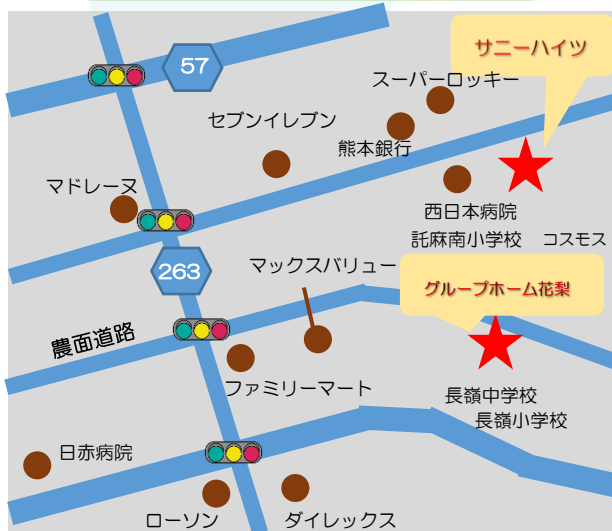 サニーハイツ
57
スーパーロッキー
セブンイレブン
熊本銀行
マドレーヌ
西日本病院
託麻南小学校
コスモス
263
マックスバリュー
グループホーム花梨
農面道路
ファミリーマート
長嶺中学校
長嶺小学校
日赤病院
ローソン
ダイレックス